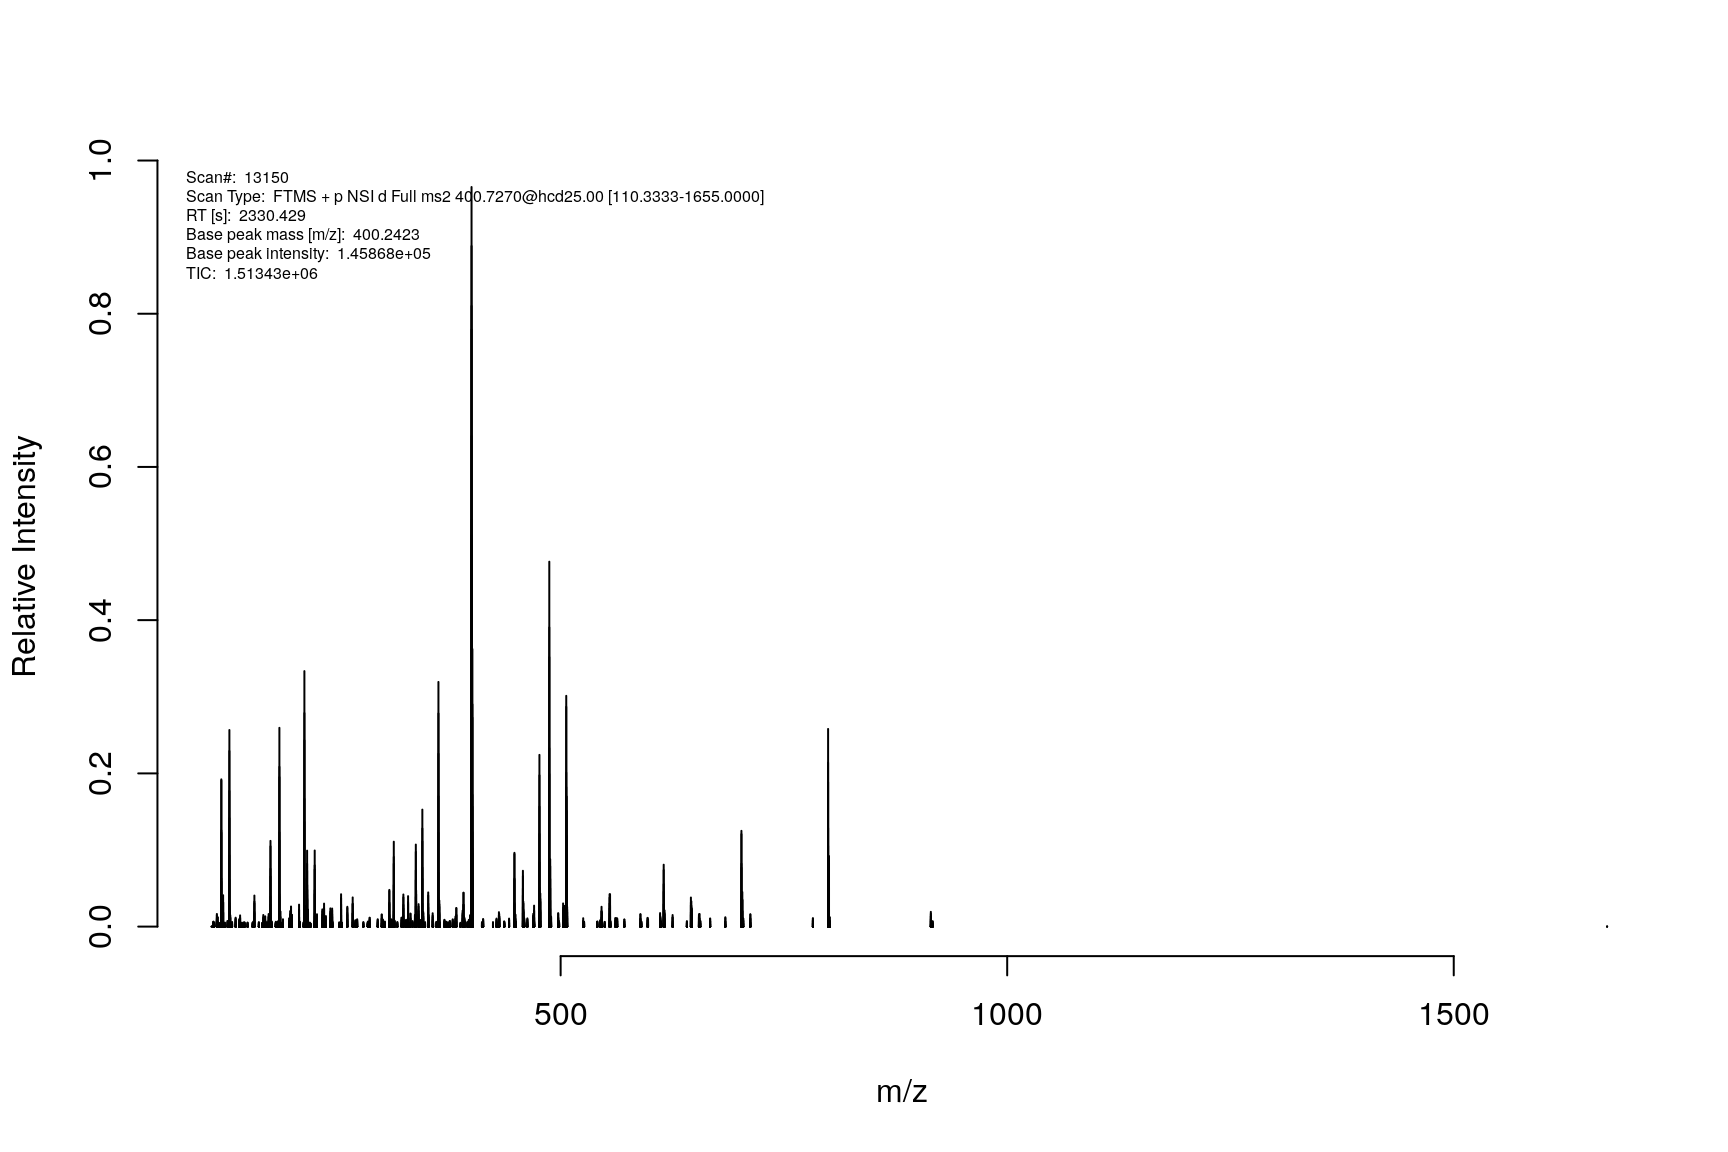 Scan#: 13150
Scan Type: FTMS + p NSI d Full ms2 400.7270@hcd25.00 [110.3333-1655.0000]
RT [s]: 2330.429
Base peak mass [m/z]: 400.2423
Base peak intensity: 1.45868e+05
TIC: 1.51343e+06
1.0
0.8
0.6
0.4
0.2
0.0
Relative Intensity
500 1000 1500
m/z